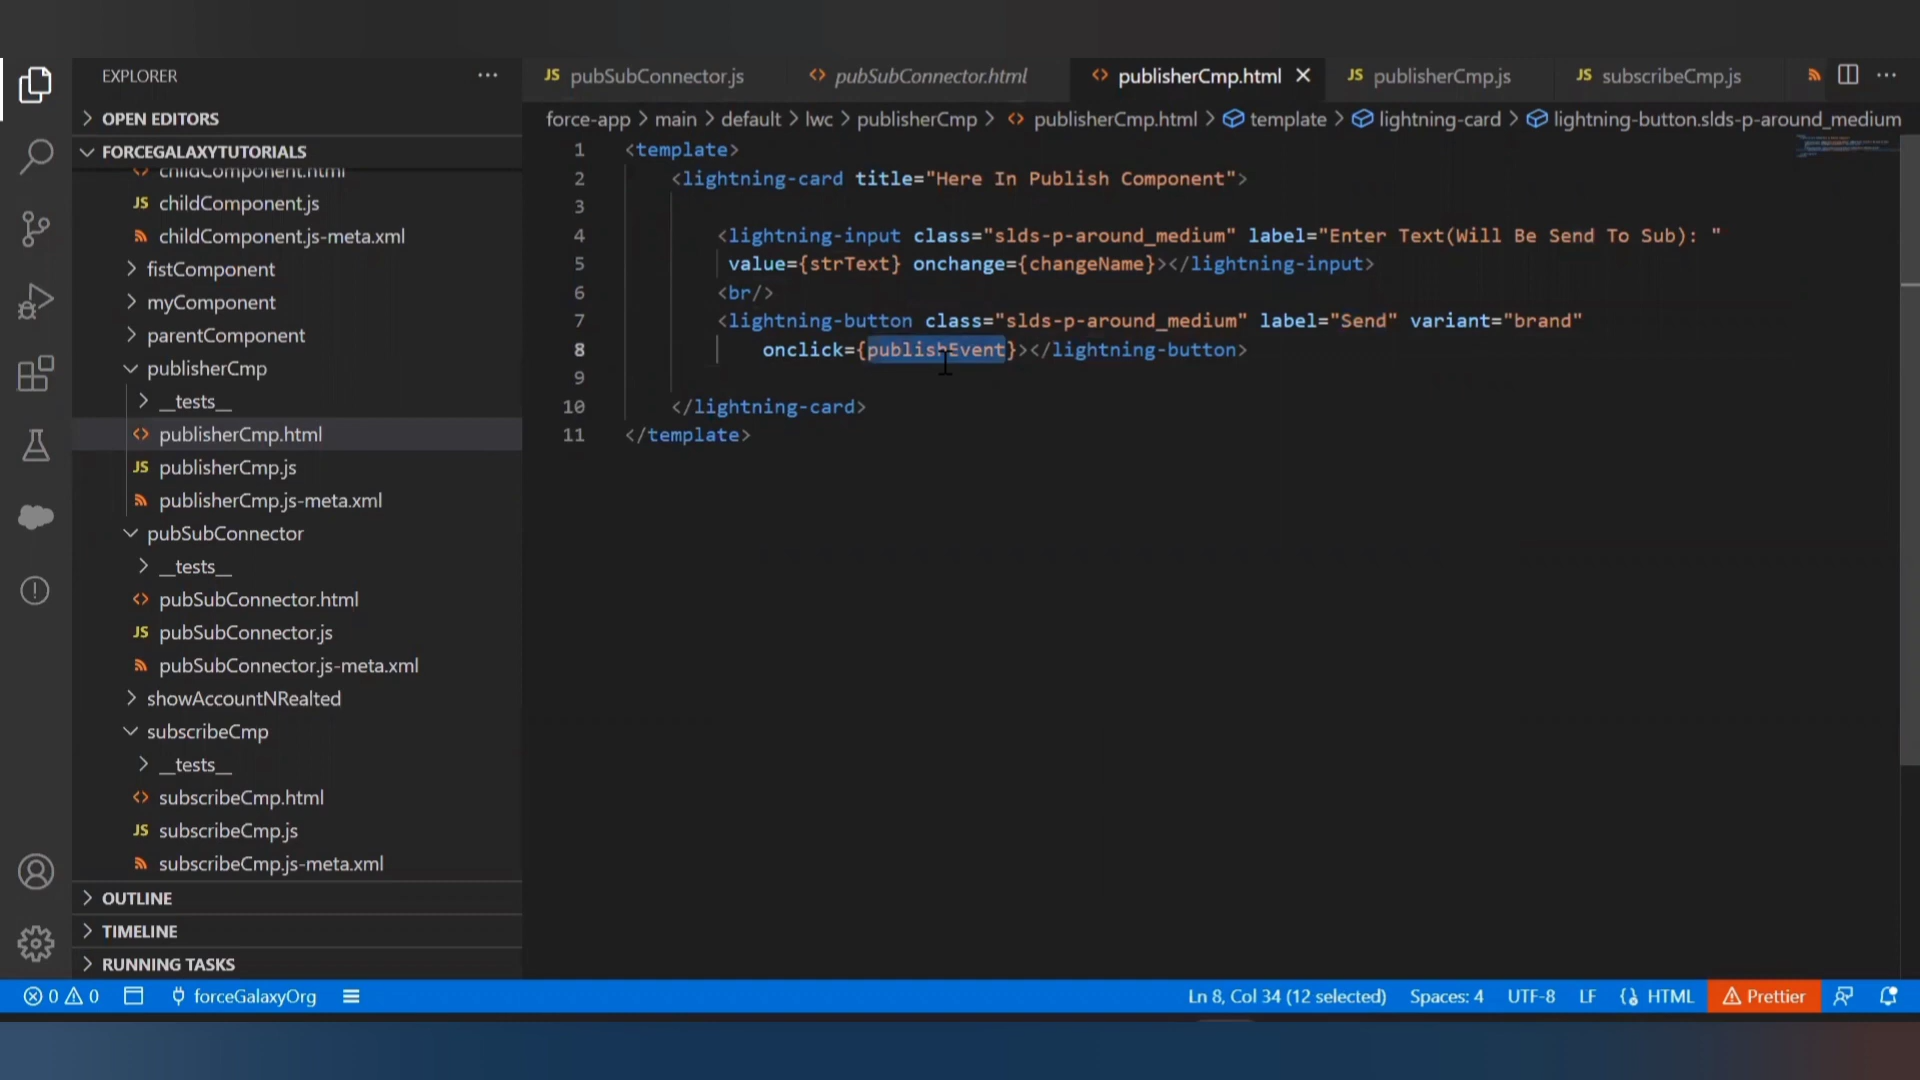 EXPLORER
OPEN EDITORS
FORCEGALAXYTUTORIALS
childComponent.html
JS childComponent.js
childComponent.js-meta.xml
fistComponent
myComponent
parentComponent
publisherCmp
__tests__
publisherCmp.html
JS publisherCmp.js
publisherCmp.js-meta.xml
pubSubConnector
__tests__
pubSubConnector.html
JS pubSubConnector.js
pubSubConnector.js-meta.xml
showAccountNRealted
subscribeCmp
__tests__
subscribeCmp.html
JS subscribeCmp.js
subscribeCmp.js-meta.xml
OUTLINE
TIMELINE
RUNNING TASKS
JS pubSubConnector.js <> pubSubConnector.html <> publisherCmp.html JS publisherCmp.js JS subscribeCmp.js
force-app > main > default > lwc > publisherCmp > <> publisherCmp.html > template > lightning-card > lightning-button.slds-p-around_medium
1 <template>
2 <lightning-card title="Here In Publish Component">
3
4 <lightning-input class="slds-p-around_medium" label="Enter Text(Will Be Send To Sub): "
5 value={strText} onchange={changeName}></lightning-input>
6 <br/>
7 <lightning-button class="slds-p-around_medium" label="Send" variant="brand"
8 onclick={publishEvent}></lightning-button>
9
10 </lightning-card>
11 </template>
0 0 forceGalaxyOrg Ln 8, Col 34 (12 selected) Spaces: 4 UTF-8 LF HTML Prettier